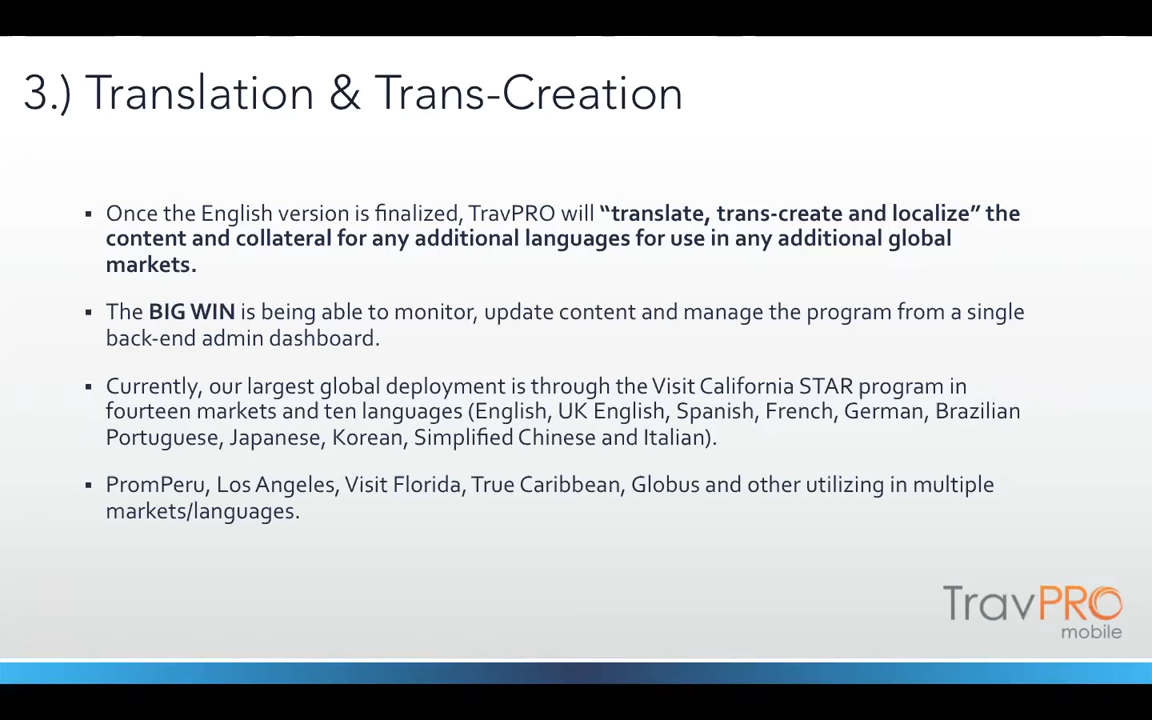 3.) Translation & Trans-Creation
▪ Once the English version is finalized, TravPRO will “translate, trans-create and localize” the
content and collateral for any additional languages for use in any additional global
markets.
▪ The BIG WIN is being able to monitor, update content and manage the program from a single
back-end admin dashboard.
▪ Currently, our largest global deployment is through the Visit California STAR program in
fourteen markets and ten languages (English, UK English, Spanish, French, German, Brazilian
Portuguese, Japanese, Korean, Simplified Chinese and Italian).
▪ PromPeru, Los Angeles, Visit Florida, True Caribbean, Globus and other utilizing in multiple
markets/languages.
TravPRO
mobile